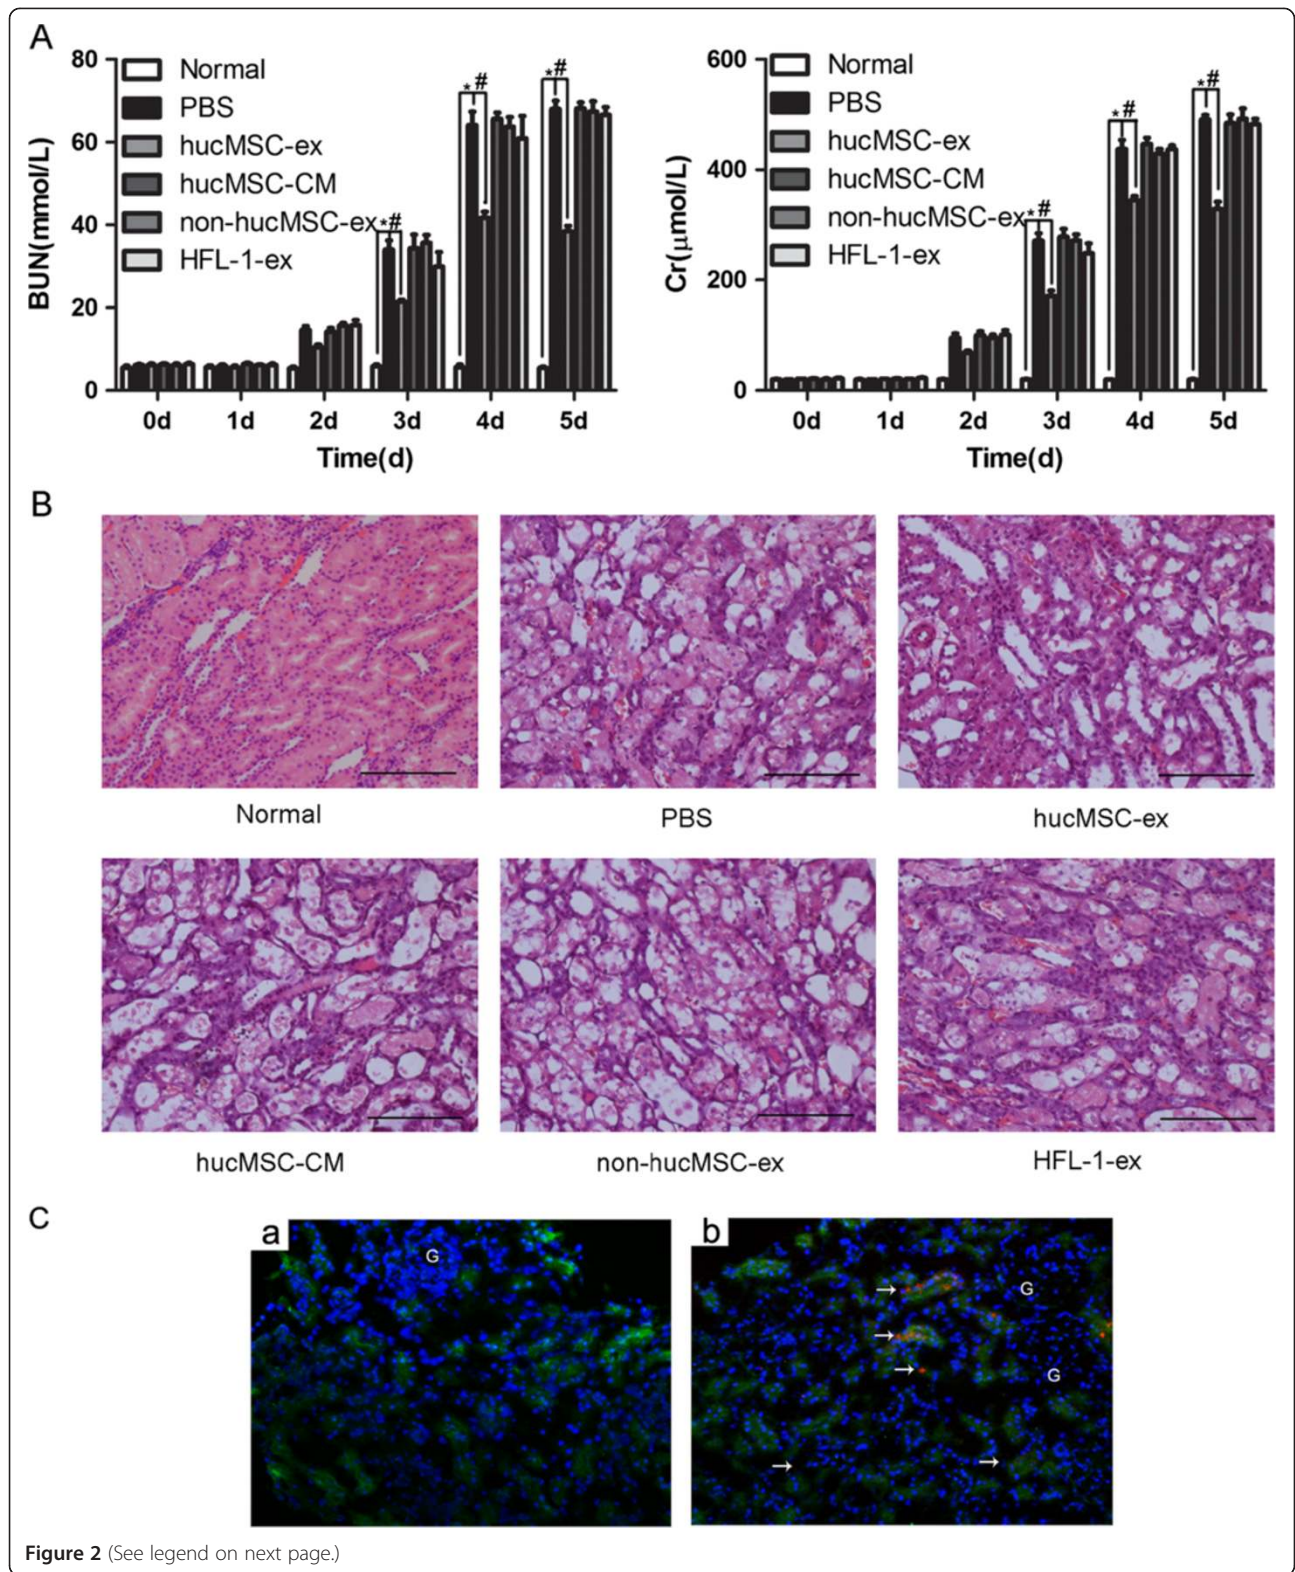 A
80
60
40
20
0
BUN(mmol/L)
Normal
PBS
hucMSC-ex
hucMSC-CM
non-hucMSC-ex
HFL-1-ex
*#
*#
*#
0d 1d 2d 3d 4d 5d
Time(d)
600
400
200
0
Cr(μmol/L)
Normal
PBS
hucMSC-ex
hucMSC-CM
non-hucMSC-ex
HFL-1-ex
*#
*#
*#
0d 1d 2d 3d 4d 5d
Time(d)
B
Normal PBS hucMSC-ex
hucMSC-CM non-hucMSC-ex HFL-1-ex
C
a
G
b
G
G
Figure 2 (See legend on next page.)